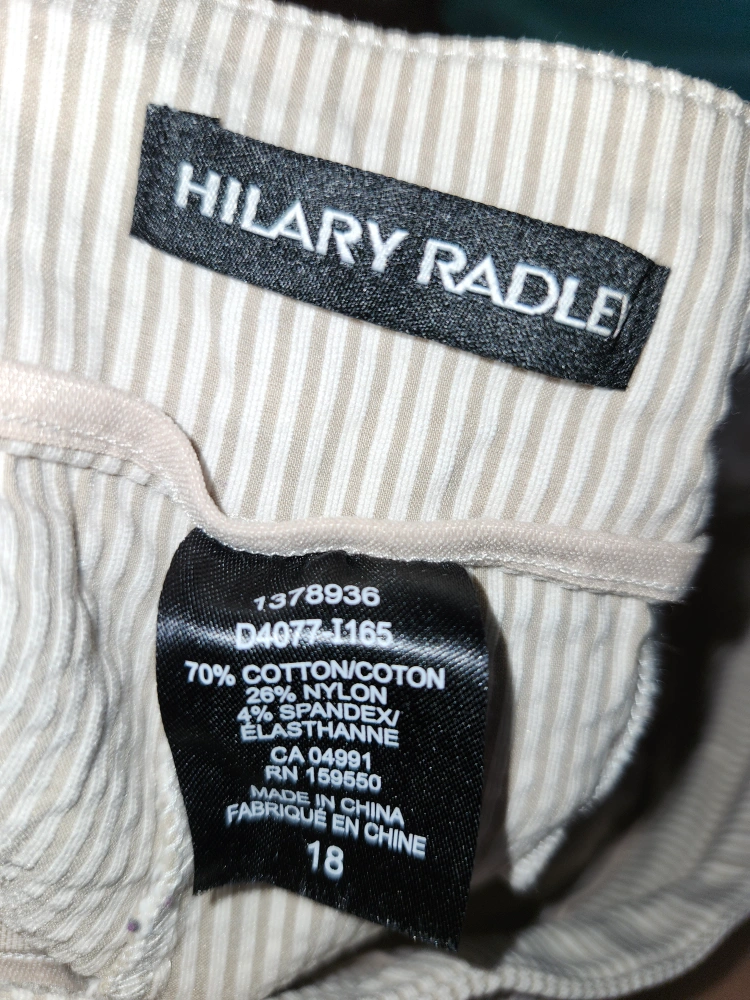 HILARY RADLEY
1378936
D4077-I165
70% COTTON/COTON
26% NYLON
4% SPANDEX/
ÉLASTHANNE
CA 04991
RN 159550
MADE IN CHINA
FABRIQUÉ EN CHINE
18